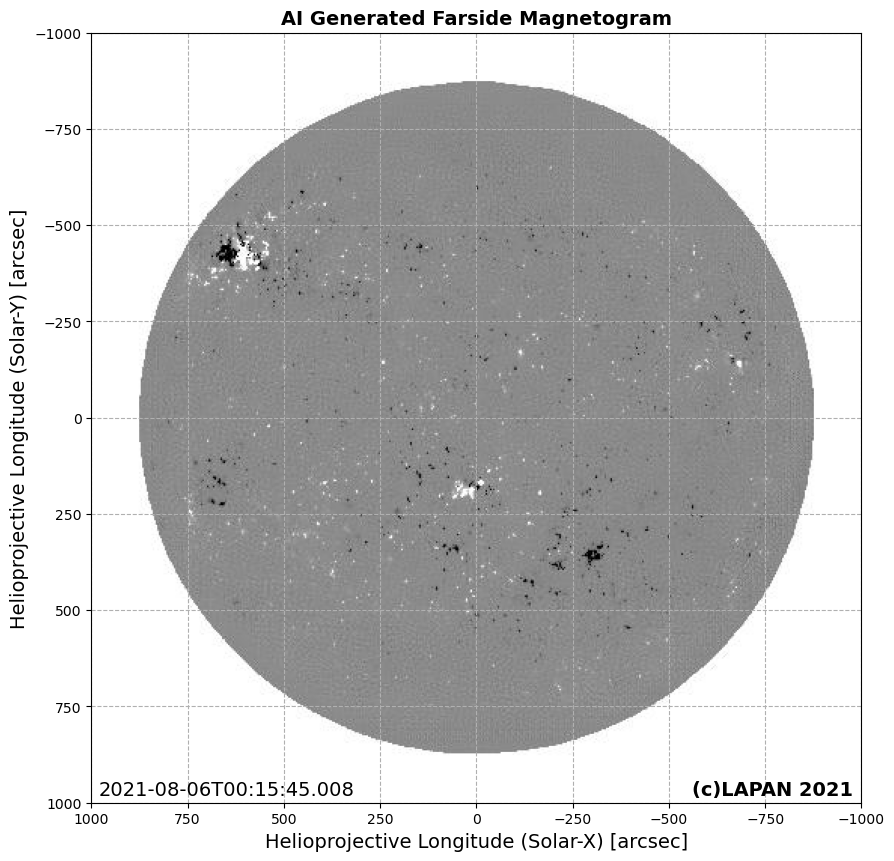 AI Generated Farside Magnetogram
−1000
−750
−500
−250
0
250
500
750
1000
Helioprojective Longitude (Solar-Y) [arcsec]
2021-08-06T00:15:45.008
(c)LAPAN 2021
1000 750 500 250 0 −250 −500 −750 −1000
Helioprojective Longitude (Solar-X) [arcsec]